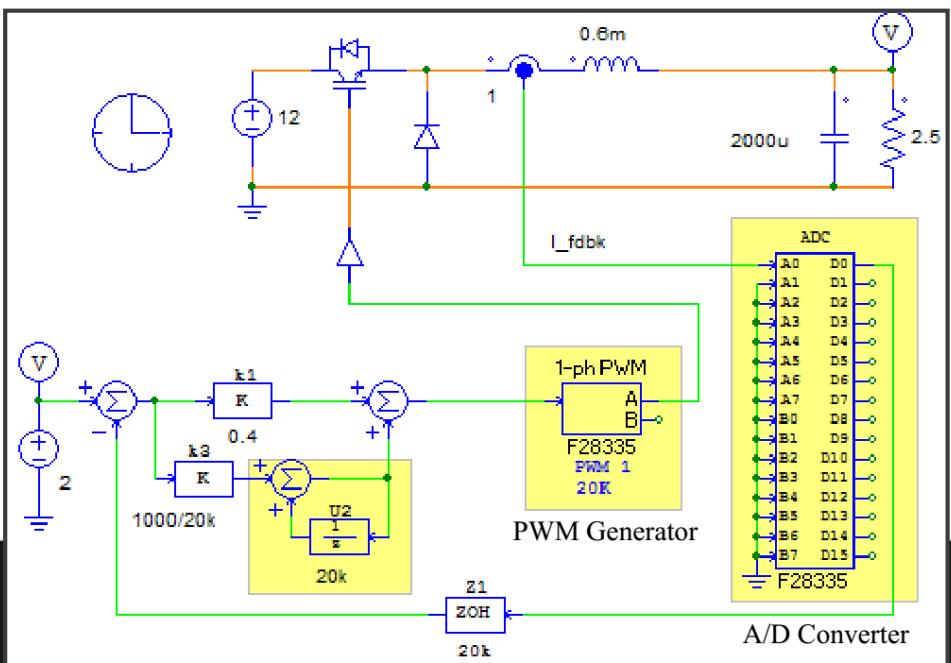 0.6m
V
12
1
2000u
2.5
I_fdbk
ADC
A0 D0
A1 D1
A2 D2
A3 D3
A4 D4
A5 D5
A6 D6
A7 D7
B0 D8
B1 D9
B2 D10
B3 D11
B4 D12
B5 D13
B6 D14
B7 D15
F28335
A/D Converter
V
2
+
Σ
−
k1
K
0.4
k3
K
1000/20k
+
Σ
+
U2
1
z
20k
+
Σ
+
1-ph PWM
A
B
F28335
PWM 1
20K
PWM Generator
Z1
ZOH
20k